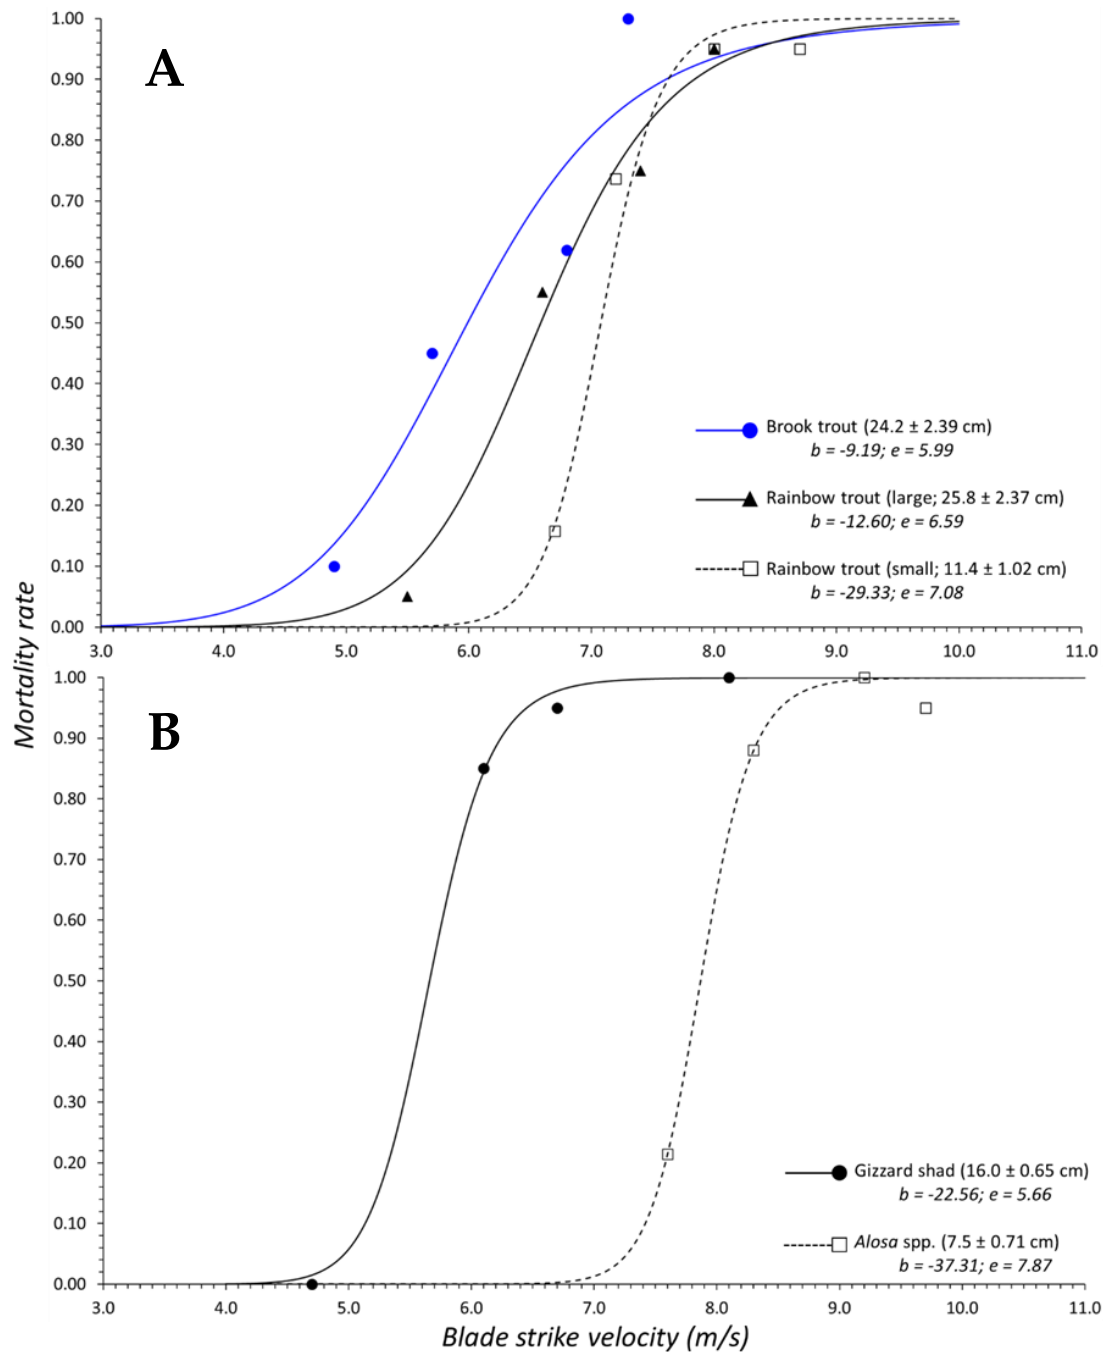 A
1.00
0.90
0.80
0.70
0.60
0.50
0.40
0.30
0.20
0.10
0.00
3.0 4.0 5.0 6.0 7.0 8.0 9.0 10.0 11.0
Brook trout (24.2 ± 2.39 cm)
b = -9.19; e = 5.99
Rainbow trout (large; 25.8 ± 2.37 cm)
b = -12.60; e = 6.59
Rainbow trout (small; 11.4 ± 1.02 cm)
b = -29.33; e = 7.08
Mortality rate
B
1.00
0.90
0.80
0.70
0.60
0.50
0.40
0.30
0.20
0.10
0.00
3.0 4.0 5.0 6.0 7.0 8.0 9.0 10.0 11.0
Gizzard shad (16.0 ± 0.65 cm)
b = -22.56; e = 5.66
Alosa spp. (7.5 ± 0.71 cm)
b = -37.31; e = 7.87
Blade strike velocity (m/s)